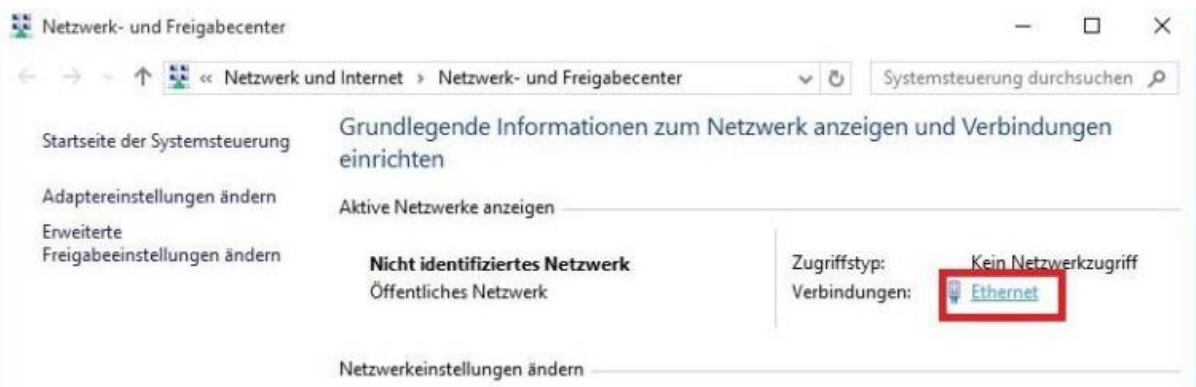 Netzwerk- und Freigabecenter
« Netzwerk und Internet › Netzwerk- und Freigabecenter
Systemsteuerung durchsuchen
Startseite der Systemsteuerung
Adaptereinstellungen ändern
Erweiterte
Freigabeeinstellungen ändern
Grundlegende Informationen zum Netzwerk anzeigen und Verbindungen
einrichten
Aktive Netzwerke anzeigen
Nicht identifiziertes Netzwerk
Öffentliches Netzwerk
Zugriffstyp: Kein Netzwerkzugriff
Verbindungen: Ethernet
Netzwerkeinstellungen ändern